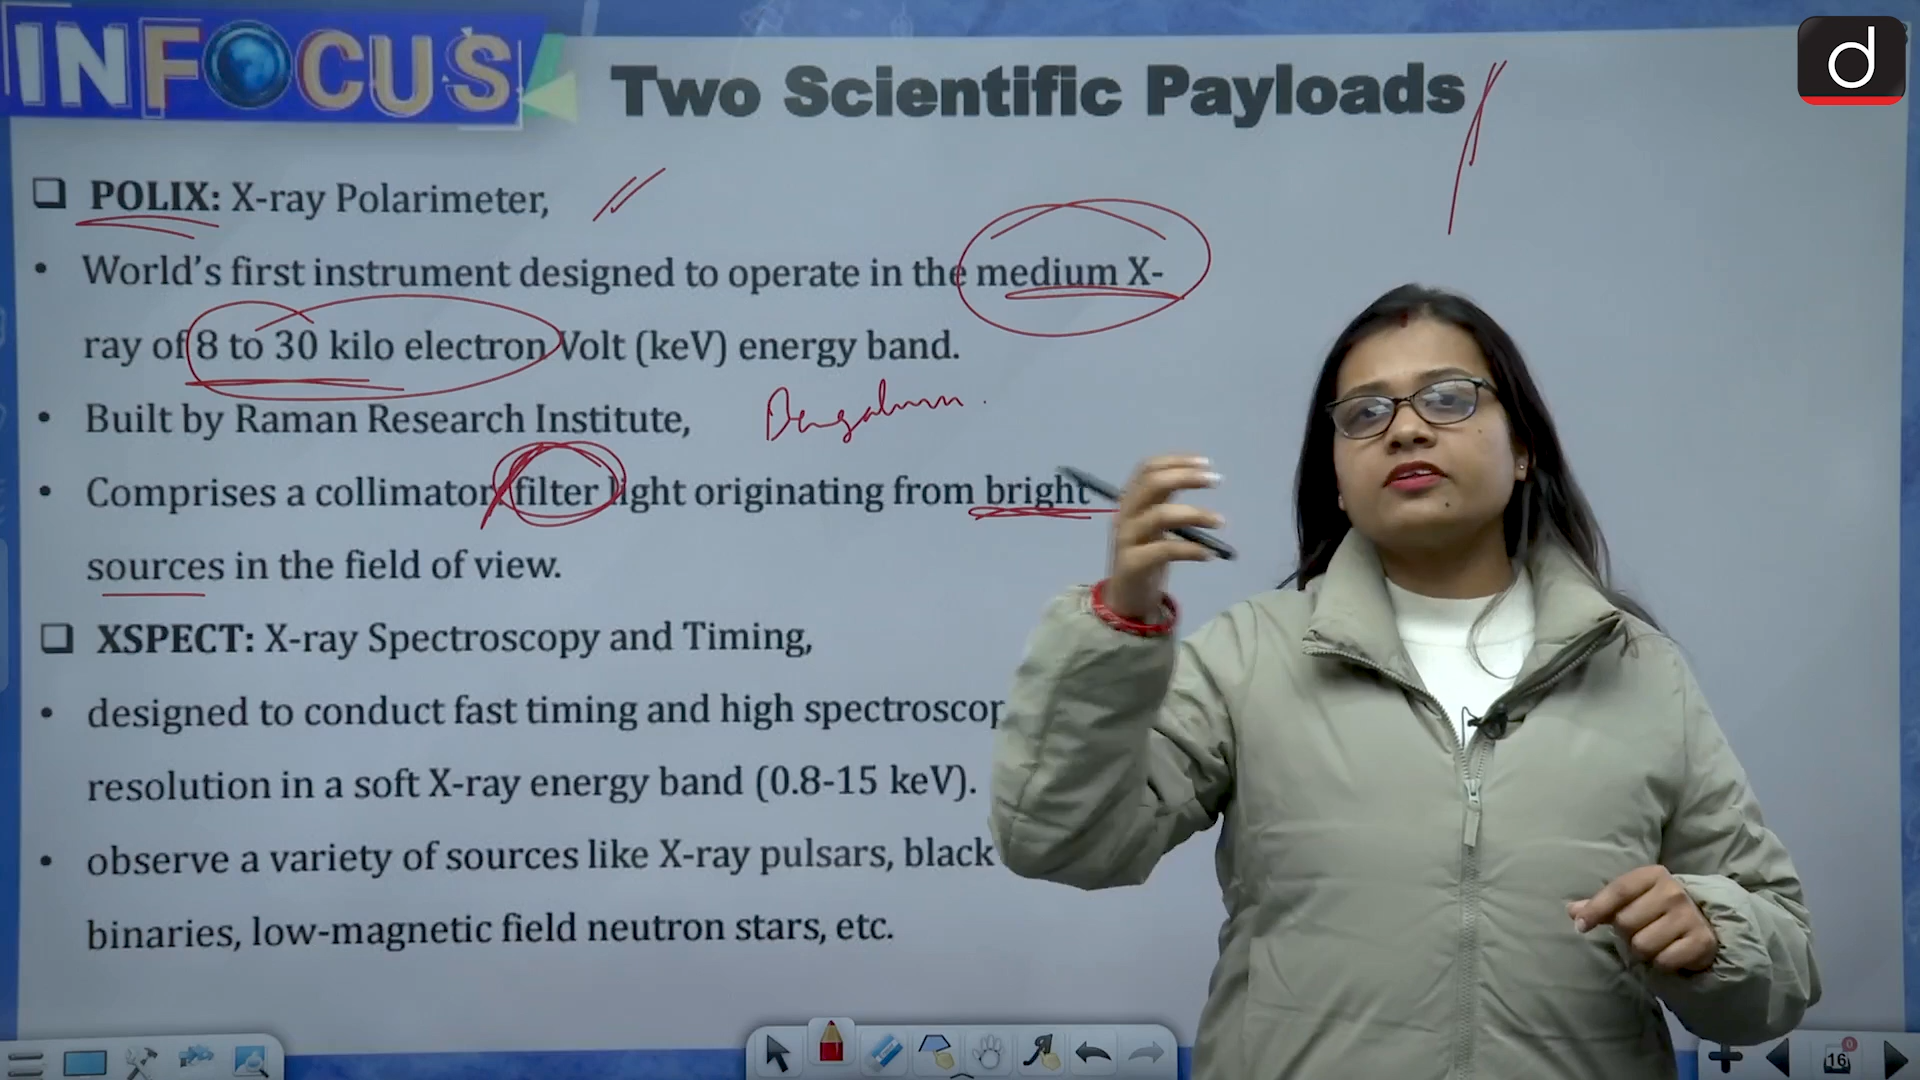 INFOCUS
Two Scientific Payloads
d
POLIX: X-ray Polarimeter,
World's first instrument designed to operate in the medium X-
ray of 8 to 30 kilo electron Volt (keV) energy band.
Bengaluru
Built by Raman Research Institute,
Comprises a collimator filter light originating from bright
sources in the field of view.
XSPECT: X-ray Spectroscopy and Timing,
designed to conduct fast timing and high spectroscop
resolution in a soft X-ray energy band (0.8-15 keV).
observe a variety of sources like X-ray pulsars, black
binaries, low-magnetic field neutron stars, etc.
16
0